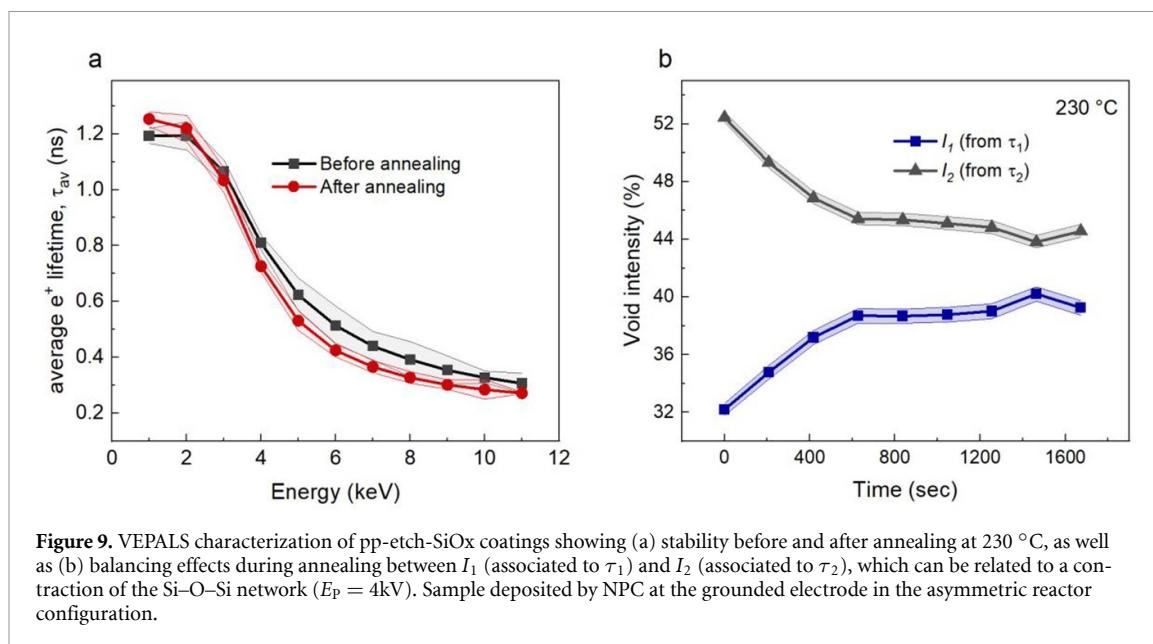 a
average e⁺ lifetime, τav (ns)
1.2
1.0
0.8
0.6
0.4
0.2
Before annealing
After annealing
0 2 4 6 8 10 12
Energy (keV)
b
230 °C
Void intensity (%)
52
48
44
40
36
32
I1 (from τ1)
I2 (from τ2)
0 400 800 1200 1600
Time (sec)
Figure 9. VEPALS characterization of pp-etch-SiOx coatings showing (a) stability before and after annealing at 230 °C, as well
as (b) balancing effects during annealing between I1 (associated to τ1) and I2 (associated to τ2), which can be related to a con-
traction of the Si–O–Si network (EP = 4kV). Sample deposited by NPC at the grounded electrode in the asymmetric reactor
configuration.